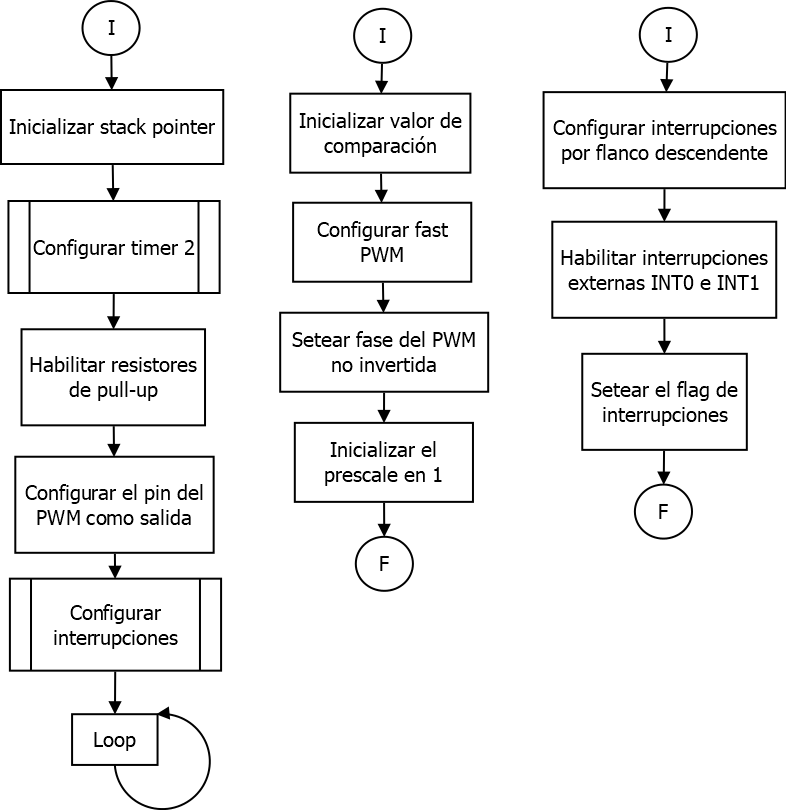 I
Inicializar stack pointer
Configurar timer 2
Habilitar resistores
de pull-up
Configurar el pin del
PWM como salida
Configurar
interrupciones
Loop
I
Inicializar valor de
comparación
Configurar fast
PWM
Setear fase del PWM
no invertida
Inicializar el
prescale en 1
F
I
Configurar interrupciones
por flanco descendente
Habilitar interrupciones
externas INT0 e INT1
Setear el flag de
interrupciones
F